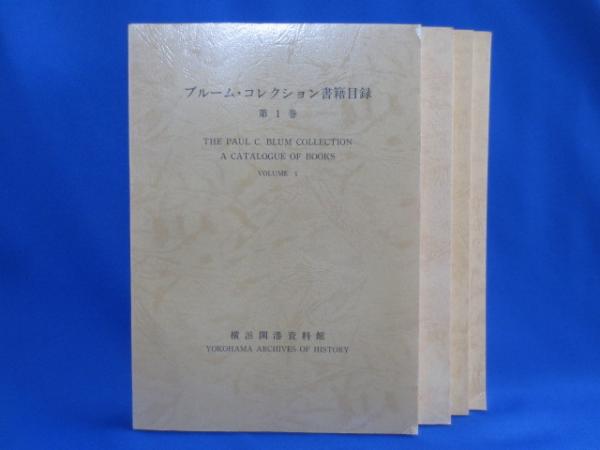 ブルーム・コレクション書籍目録
第1巻
THE PAUL C. BLUM COLLECTION
A CATALOGUE OF BOOKS
VOLUME 1
横浜開港資料館
YOKOHAMA ARCHIVES OF HISTORY